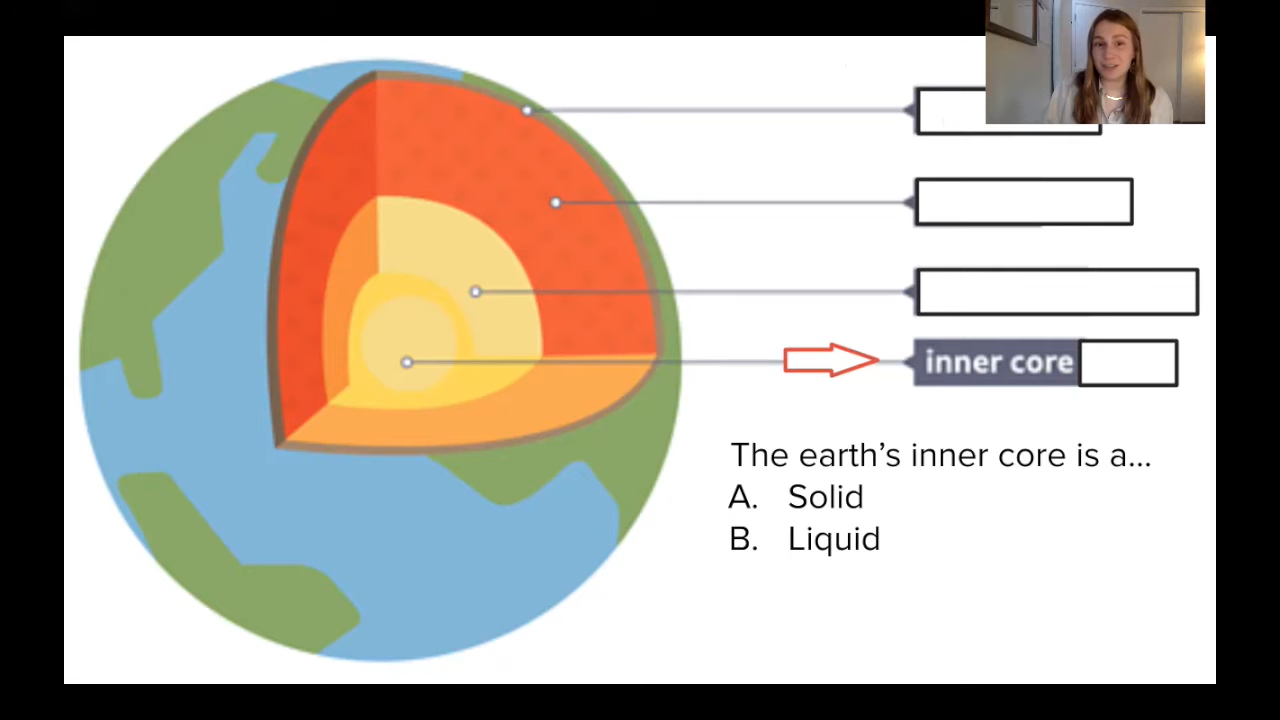 inner core
The earth’s inner core is a...
A. Solid
B. Liquid